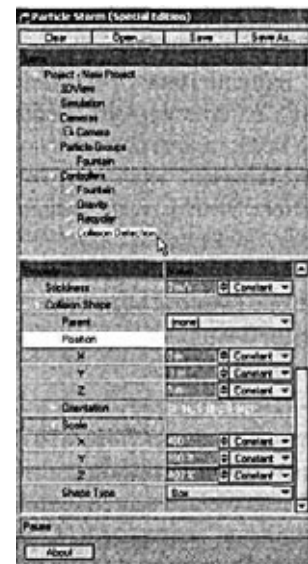 Particle Storm (Special Edition)
Clear Open... Save Save As...
Project - New Project
3DView
Simulation
Cameras
Camera
Particle Groups
Fountain
Controllers
Fountain
Gravity
Recycler
Collision Detection
Stickiness Constant
Collision Shape
Parent (none)
Position
X Constant
Y Constant
Z Constant
Orientation
Scale
X Constant
Y Constant
Z Constant
Shape Type Box
Pause
About